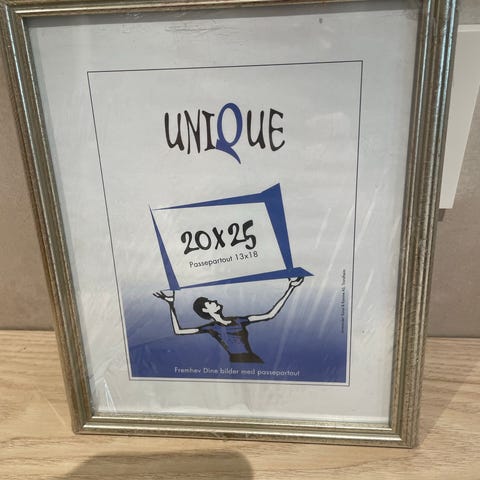 UNIQUE
20x25
Passepartout 13x18
Fremhev Dine bilder med passepartout